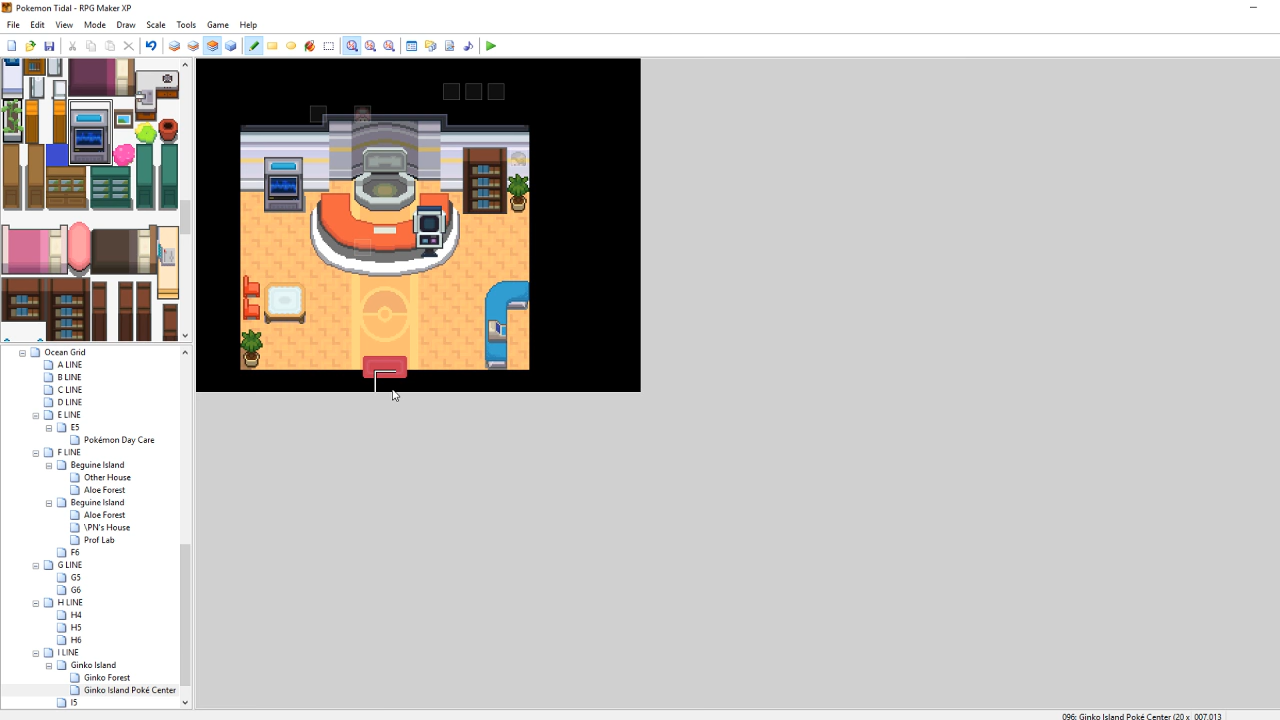 Pokemon Tidal - RPG Maker XP
File Edit View Mode Draw Scale Tools Game Help
Ocean Grid
A LINE
B LINE
C LINE
D LINE
E LINE
E5
Pokémon Day Care
F LINE
Beguine Island
Other House
Aloe Forest
Beguine Island
Aloe Forest
\PN's House
Prof Lab
F6
G LINE
G5
G6
H LINE
H4
H5
H6
I LINE
Ginko Island
Ginko Forest
Ginko Island Poké Center
I5
096: Ginko Island Poké Center (20 x 007.013